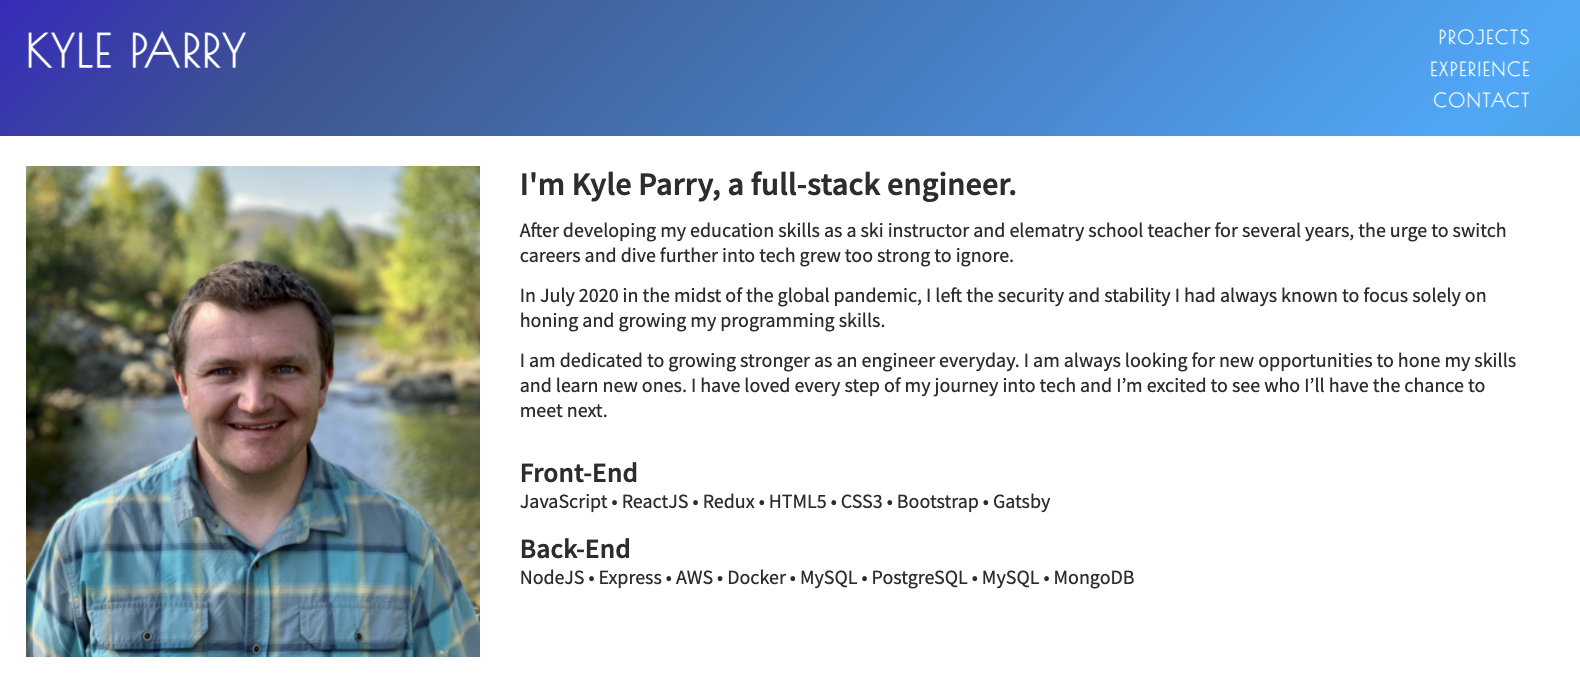 KYLE PARRY
PROJECTS
EXPERIENCE
CONTACT
I'm Kyle Parry, a full-stack engineer.
After developing my education skills as a ski instructor and elematry school teacher for several years, the urge to switch
careers and dive further into tech grew too strong to ignore.
In July 2020 in the midst of the global pandemic, I left the security and stability I had always known to focus solely on
honing and growing my programming skills.
I am dedicated to growing stronger as an engineer everyday. I am always looking for new opportunities to hone my skills
and learn new ones. I have loved every step of my journey into tech and I’m excited to see who I’ll have the chance to
meet next.
Front-End
JavaScript • ReactJS • Redux • HTML5 • CSS3 • Bootstrap • Gatsby
Back-End
NodeJS • Express • AWS • Docker • MySQL • PostgreSQL • MySQL • MongoDB